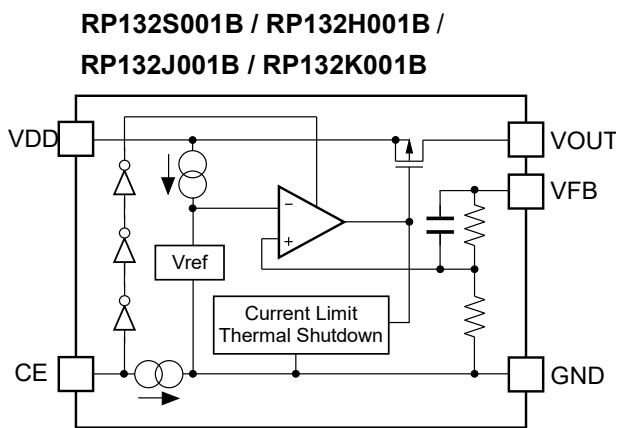 RP132S001B / RP132H001B /
RP132J001B / RP132K001B
VDD
VOUT
VFB
−
+
Vref
Current Limit
Thermal Shutdown
CE
GND